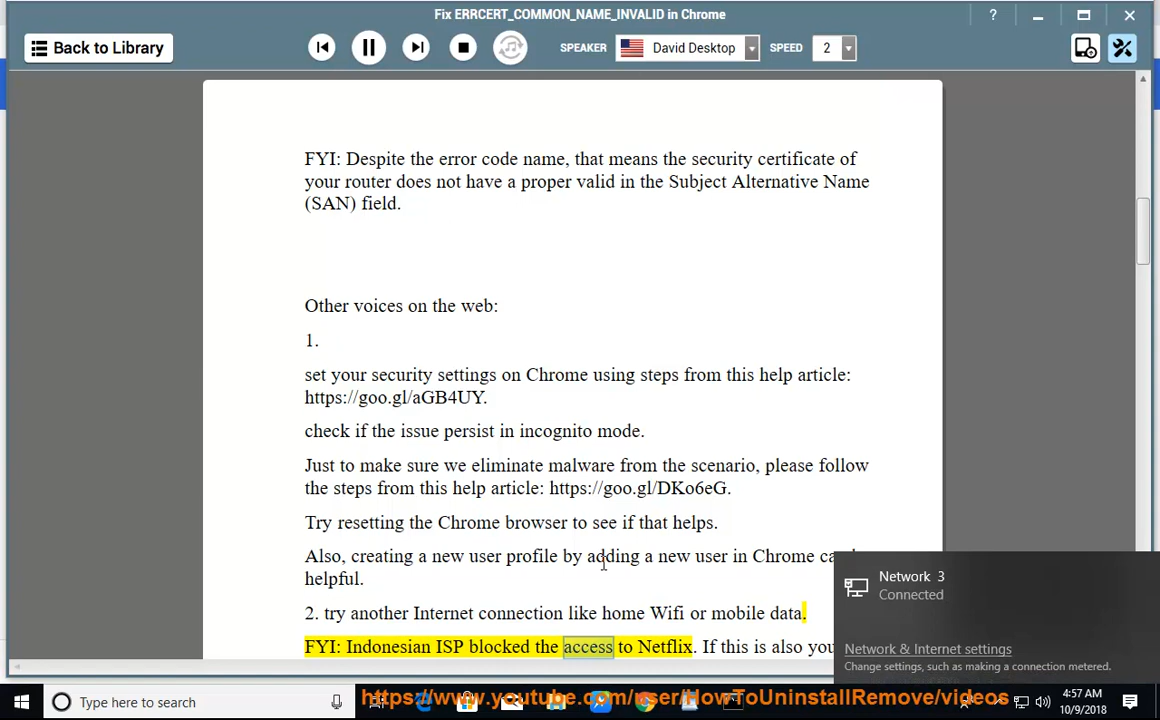 Fix ERRCERT_COMMON_NAME_INVALID in Chrome
Back to Library
SPEAKER David Desktop SPEED 2
FYI: Despite the error code name, that means the security certificate of
your router does not have a proper valid in the Subject Alternative Name
(SAN) field.
Other voices on the web:
1.
set your security settings on Chrome using steps from this help article:
https://goo.gl/aGB4UY.
check if the issue persist in incognito mode.
Just to make sure we eliminate malware from the scenario, please follow
the steps from this help article: https://goo.gl/DKo6eG.
Try resetting the Chrome browser to see if that helps.
Also, creating a new user profile by adding a new user in Chrome
helpful.
2. try another Internet connection like home Wifi or mobile data.
FYI: Indonesian ISP blocked the access to Netflix. If this is also
Network 3
Connected
Network & Internet settings
Change settings, such as making a connection metered.
Type here to search
https://www.youtube.com/user/HowToUninstallRemove/videos
4:57 AM
10/9/2018